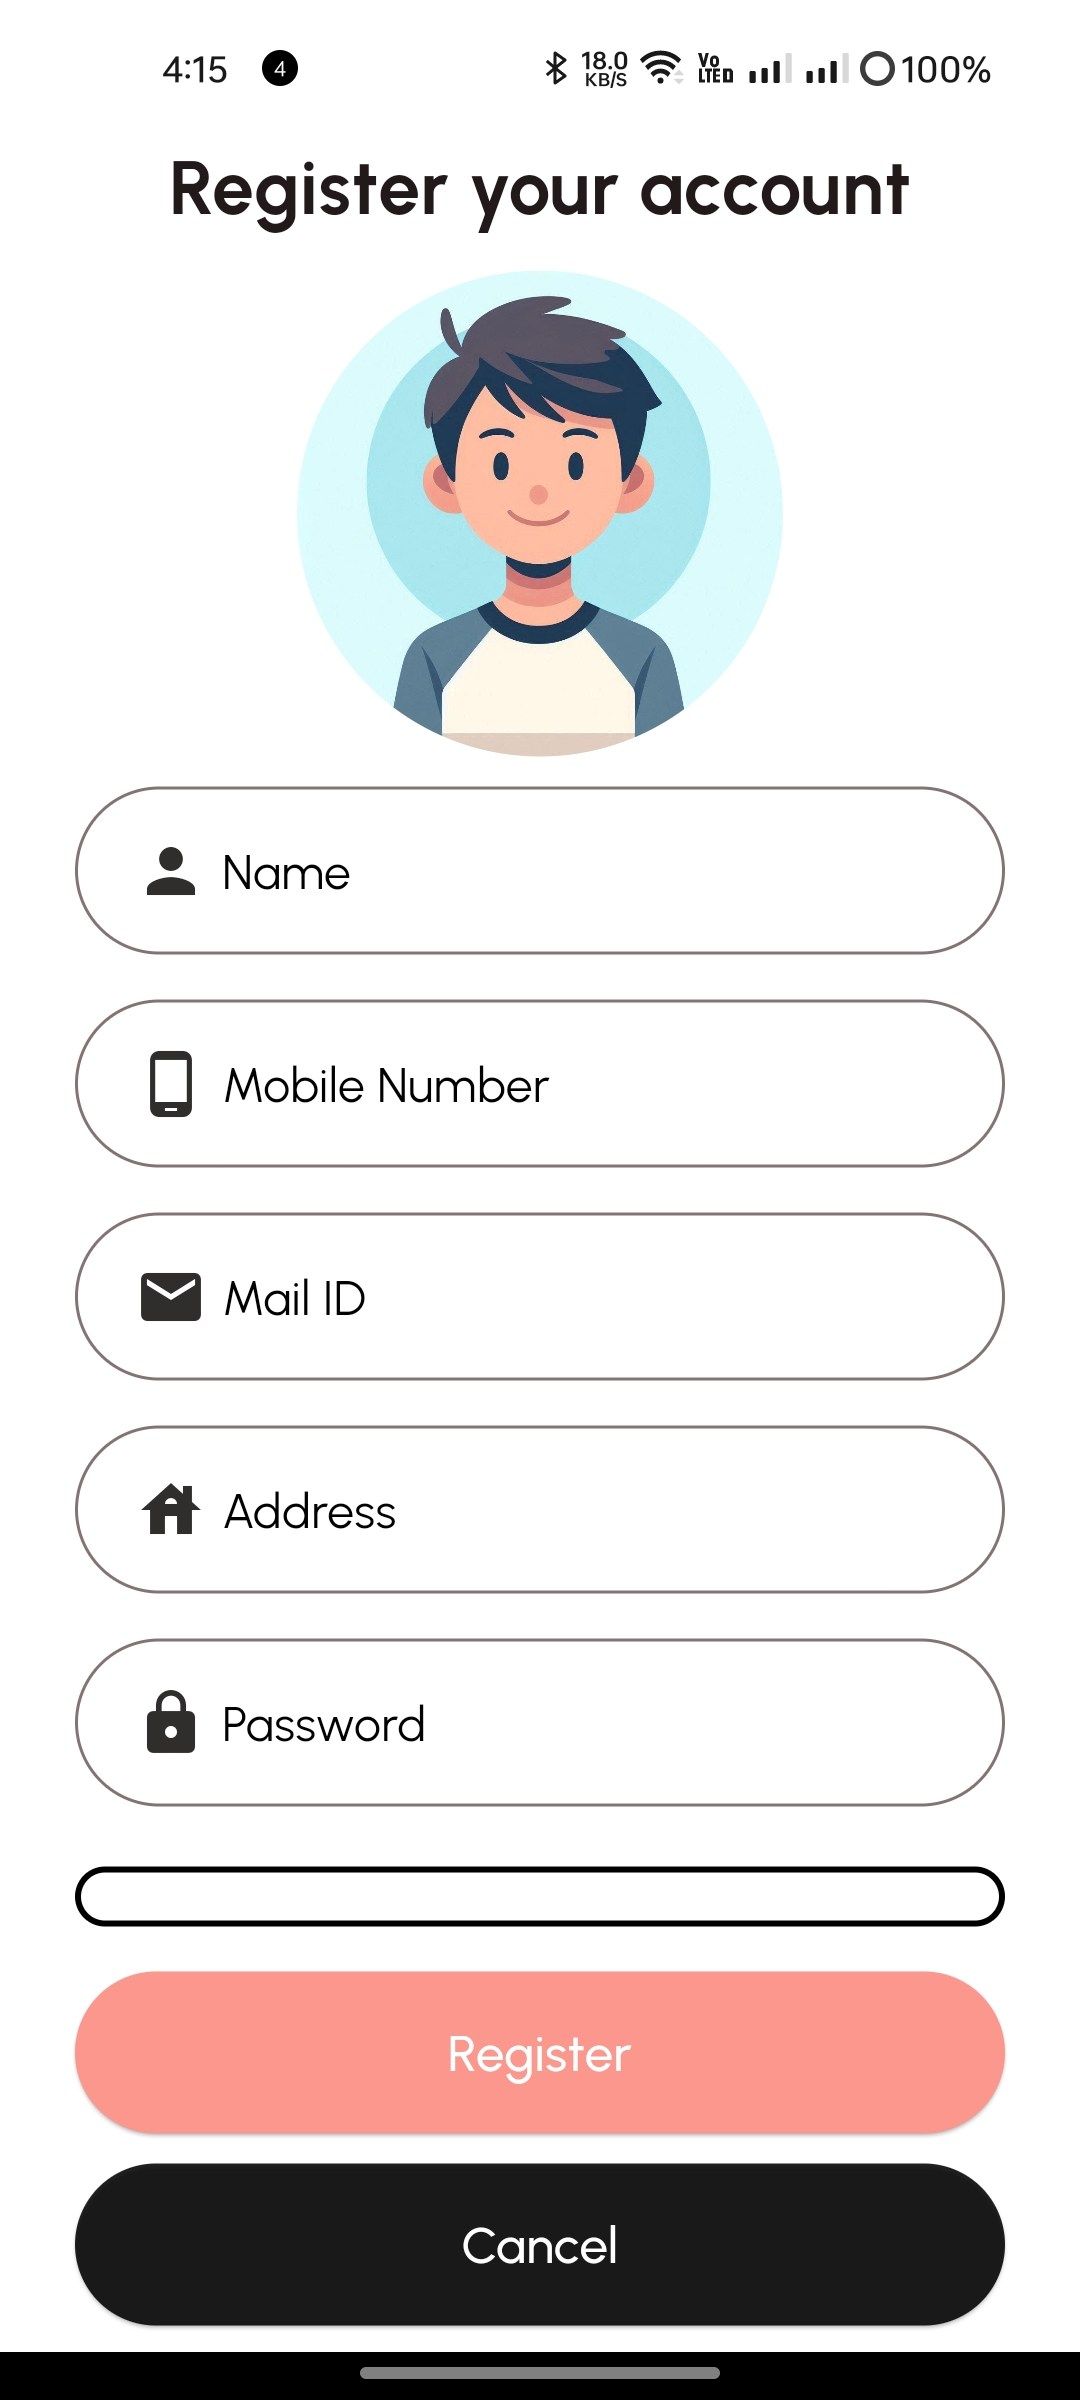 4:15 4 18.0 KB/S Vo LTE 100%
Register your account
Name
Mobile Number
Mail ID
Address
Password
Register
Cancel